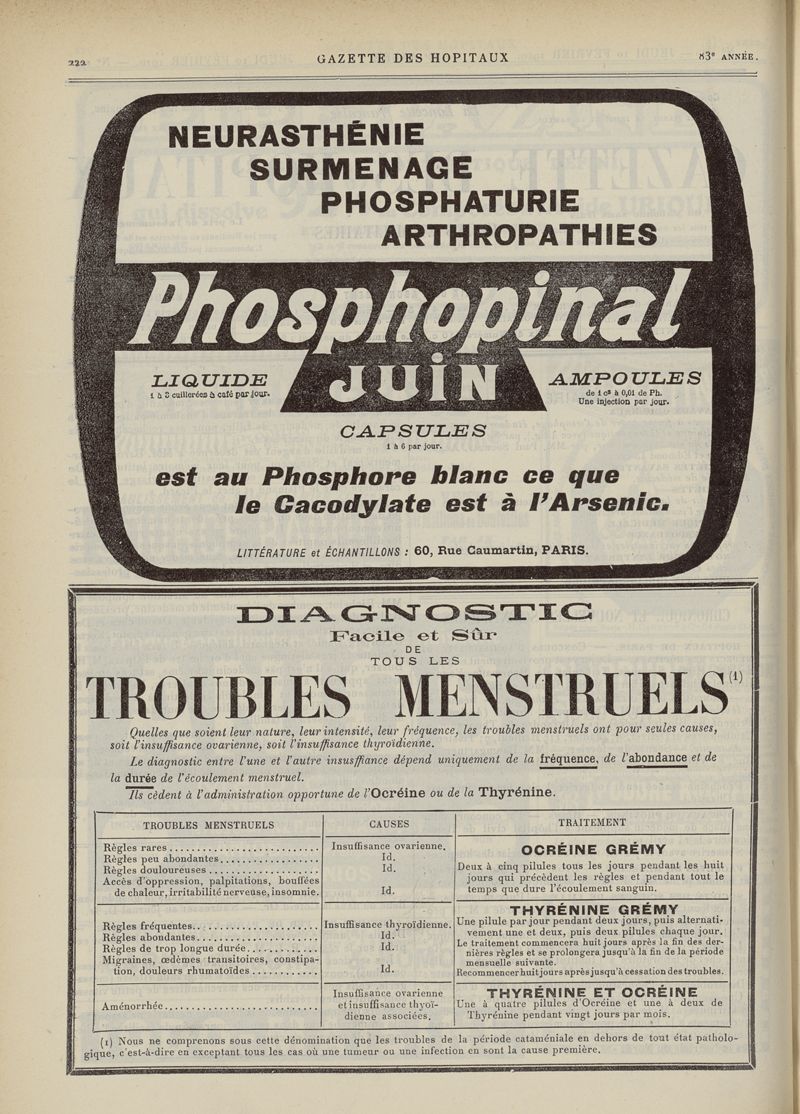 222
GAZETTE DES HOPITAUX
83e ANNÉE.
NEURASTHÉNIE
SURMENAGE
PHOSPHATURIE
ARTHROPATHIES
Phosphopinal
JUIN
LIQUIDE
1 à 3 cuillerées à café par jour.
AMPOULES
de 1 c³ à 0,01 de Ph.
Une injection par jour.
CAPSULES
1 à 6 par jour.
est au Phosphore blanc ce que
le Cacodylate est à l'Arsenic.
LITTÉRATURE et ÉCHANTILLONS : 60, Rue Caumartin, PARIS.
DIAGNOSTIC
Facile et Sûr
DE
TOUS LES
TROUBLES MENSTRUELS (1)
Quelles que soient leur nature, leur intensité, leur fréquence, les troubles menstruels ont pour seules causes,
soit l'insuffisance ovarienne, soit l'insuffisance thyroïdienne.
Le diagnostic entre l'une et l'autre insusffiance dépend uniquement de la fréquence, de l'abondance et de
la durée de l'écoulement menstruel.
Ils cèdent à l'administration opportune de l'Ocréine ou de la Thyrénine.
TROUBLES MENSTRUELS
CAUSES
TRAITEMENT
Règles rares
Règles peu abondantes
Règles douloureuses
Accès d'oppression, palpitations, bouffées
de chaleur, irritabilité nerveuse, insomnie.
Insuffisance ovarienne.
Id.
Id.
Id.
OCRÉINE GRÉMY
Deux à cinq pilules tous les jours pendant les huit
jours qui précèdent les règles et pendant tout le
temps que dure l'écoulement sanguin.
Règles fréquentes
Règles abondantes
Règles de trop longue durée
Migraines, œdèmes transitoires, constipa-
tion, douleurs rhumatoïdes
Insuffisance thyroïdienne.
Id.
Id.
Id.
THYRÉNINE GRÉMY
Une pilule par jour pendant deux jours, puis alternati-
vement une et deux, puis deux pilules chaque jour.
Le traitement commencera huit jours après la fin des der-
nières règles et se prolongera jusqu'à la fin de la période
mensuelle suivante.
Recommencer huit jours après jusqu'à cessation des troubles.
Aménorrhée
Insuffisance ovarienne
et insuffisance thyoï-
dienne associées.
THYRÉNINE ET OCRÉINE
Une à quatre pilules d'Ocréine et une à deux de
Thyrénine pendant vingt jours par mois.
(1) Nous ne comprenons sous cette dénomination que les troubles de la période cataméniale en dehors de tout état patholo-
gique, c'est-à-dire en exceptant tous les cas où une tumeur ou une infection en sont la cause première.